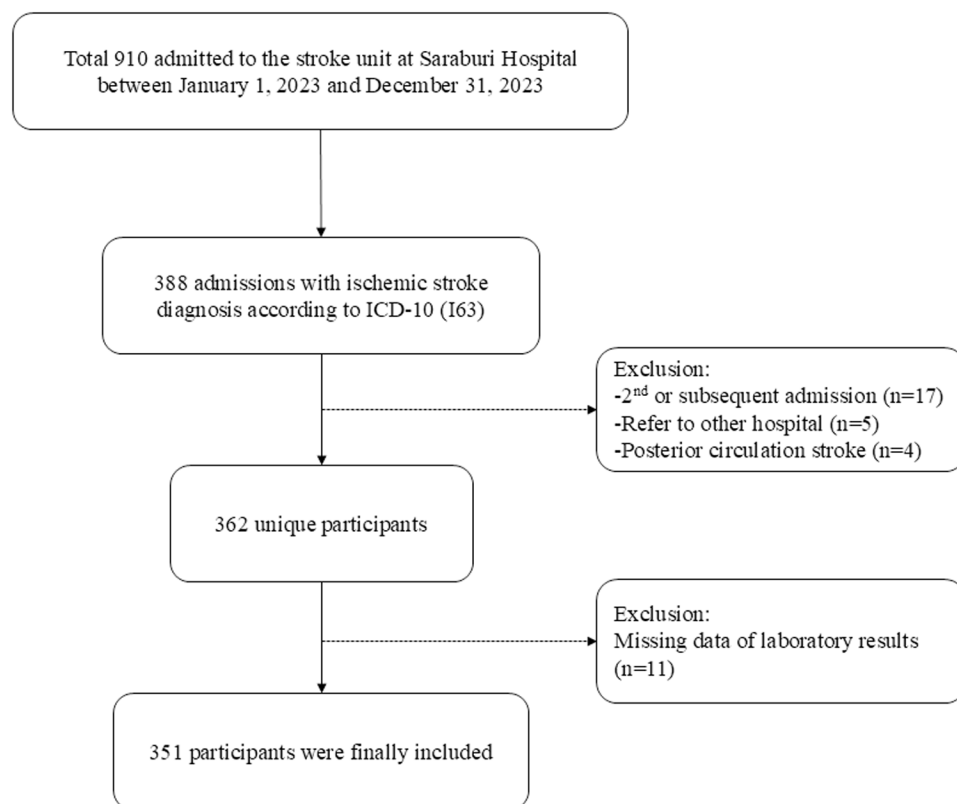 Total 910 admitted to the stroke unit at Saraburi Hospital
between January 1, 2023 and December 31, 2023
388 admissions with ischemic stroke
diagnosis according to ICD-10 (I63)
Exclusion:
-2nd or subsequent admission (n=17)
-Refer to other hospital (n=5)
-Posterior circulation stroke (n=4)
362 unique participants
Exclusion:
Missing data of laboratory results
(n=11)
351 participants were finally included